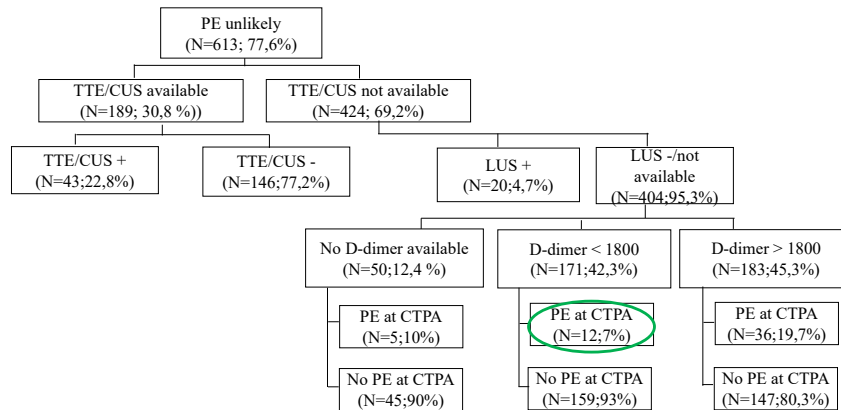 PE unlikely
(N=613; 77,6%)
TTE/CUS available
(N=189; 30,8 %))
TTE/CUS not available
(N=424; 69,2%)
TTE/CUS +
(N=43;22,8%)
TTE/CUS -
(N=146;77,2%)
LUS +
(N=20;4,7%)
LUS -/not
available
(N=404;95,3%)
No D-dimer available
(N=50;12,4 %)
D-dimer < 1800
(N=171;42,3%)
D-dimer > 1800
(N=183;45,3%)
PE at CTPA
(N=5;10%)
PE at CTPA
(N=12;7%)
PE at CTPA
(N=36;19,7%)
No PE at CTPA
(N=45;90%)
No PE at CTPA
(N=159;93%)
No PE at CTPA
(N=147;80,3%)